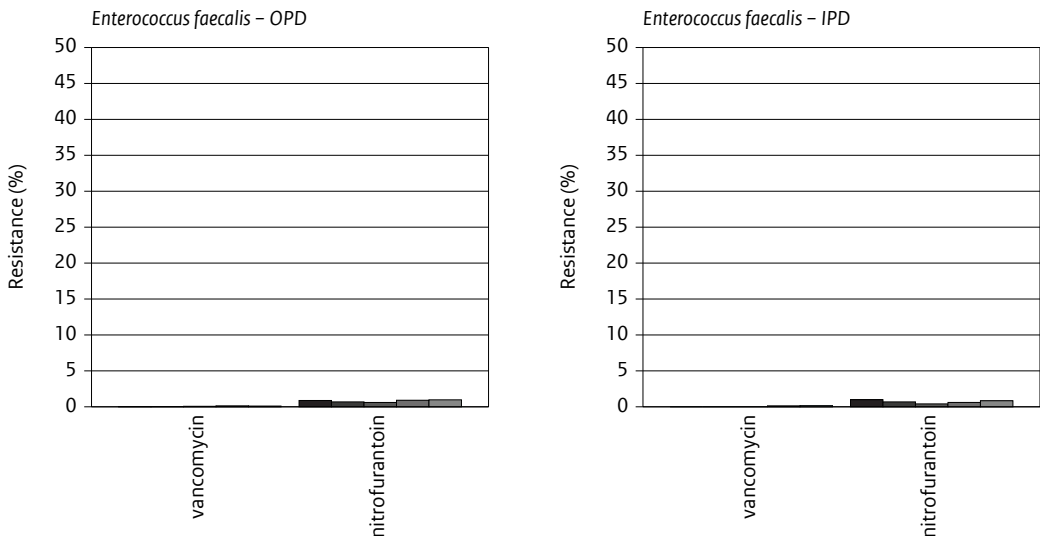 Enterococcus faecalis – OPD
50
45
40
35
30
25
20
15
10
5
0
Resistance (%)
vancomycin
nitrofurantoin
Enterococcus faecalis – IPD
50
45
40
35
30
25
20
15
10
5
0
Resistance (%)
vancomycin
nitrofurantoin